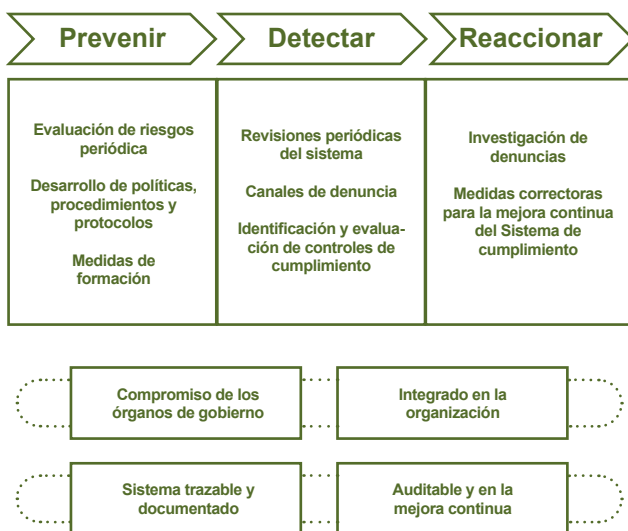 Prevenir
Detectar
Reaccionar
Evaluación de riesgos
periódica
Desarrollo de políticas,
procedimientos y
protocolos
Medidas de
formación
Revisiones periódicas
del sistema
Canales de denuncia
Identificación y evalua-
ción de controles de
cumplimiento
Investigación de
denuncias
Medidas correctoras
para la mejora continua
del Sistema de
cumplimiento
Compromiso de los
órganos de gobierno
Integrado en la
organización
Sistema trazable y
documentado
Auditable y en la
mejora continua